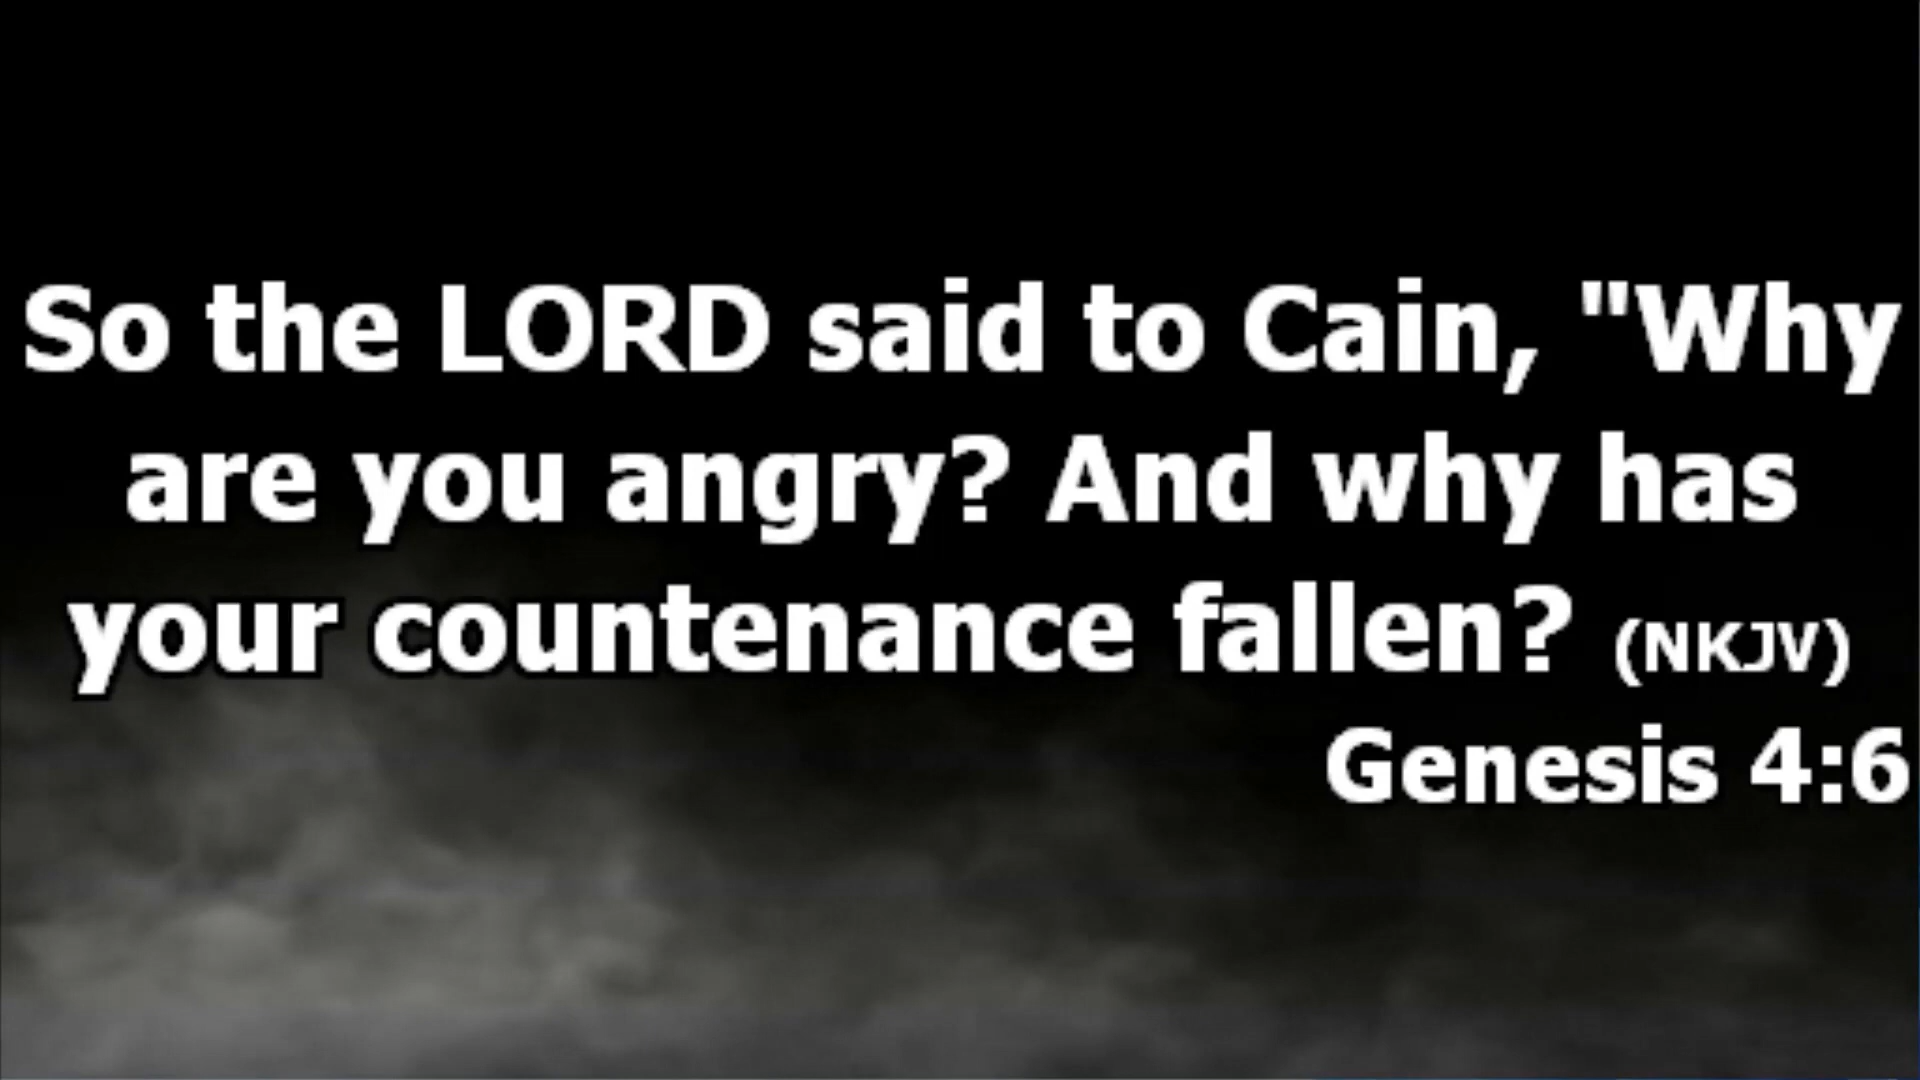 So the LORD said to Cain, "Why
are you angry? And why has
your countenance fallen? (NKJV)
Genesis 4:6